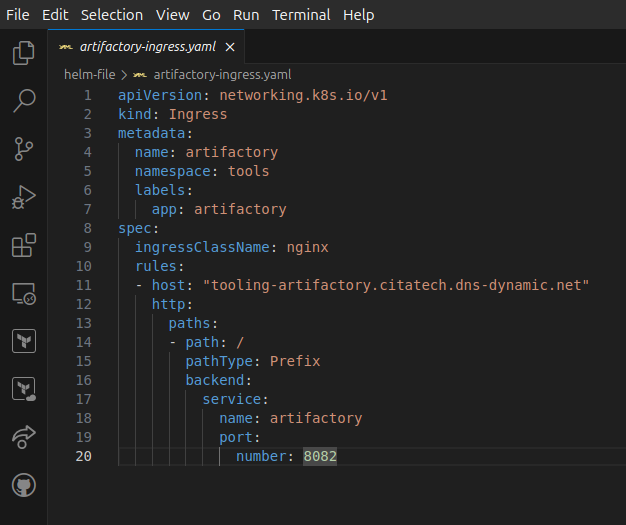 File Edit Selection View Go Run Terminal Help
artifactory-ingress.yaml ×
helm-file > artifactory-ingress.yaml
1 apiVersion: networking.k8s.io/v1
2 kind: Ingress
3 metadata:
4   name: artifactory
5   namespace: tools
6   labels:
7     app: artifactory
8 spec:
9   ingressClassName: nginx
10   rules:
11   - host: "tooling-artifactory.citatech.dns-dynamic.net"
12     http:
13       paths:
14       - path: /
15         pathType: Prefix
16         backend:
17           service:
18             name: artifactory
19             port:
20               number: 8082